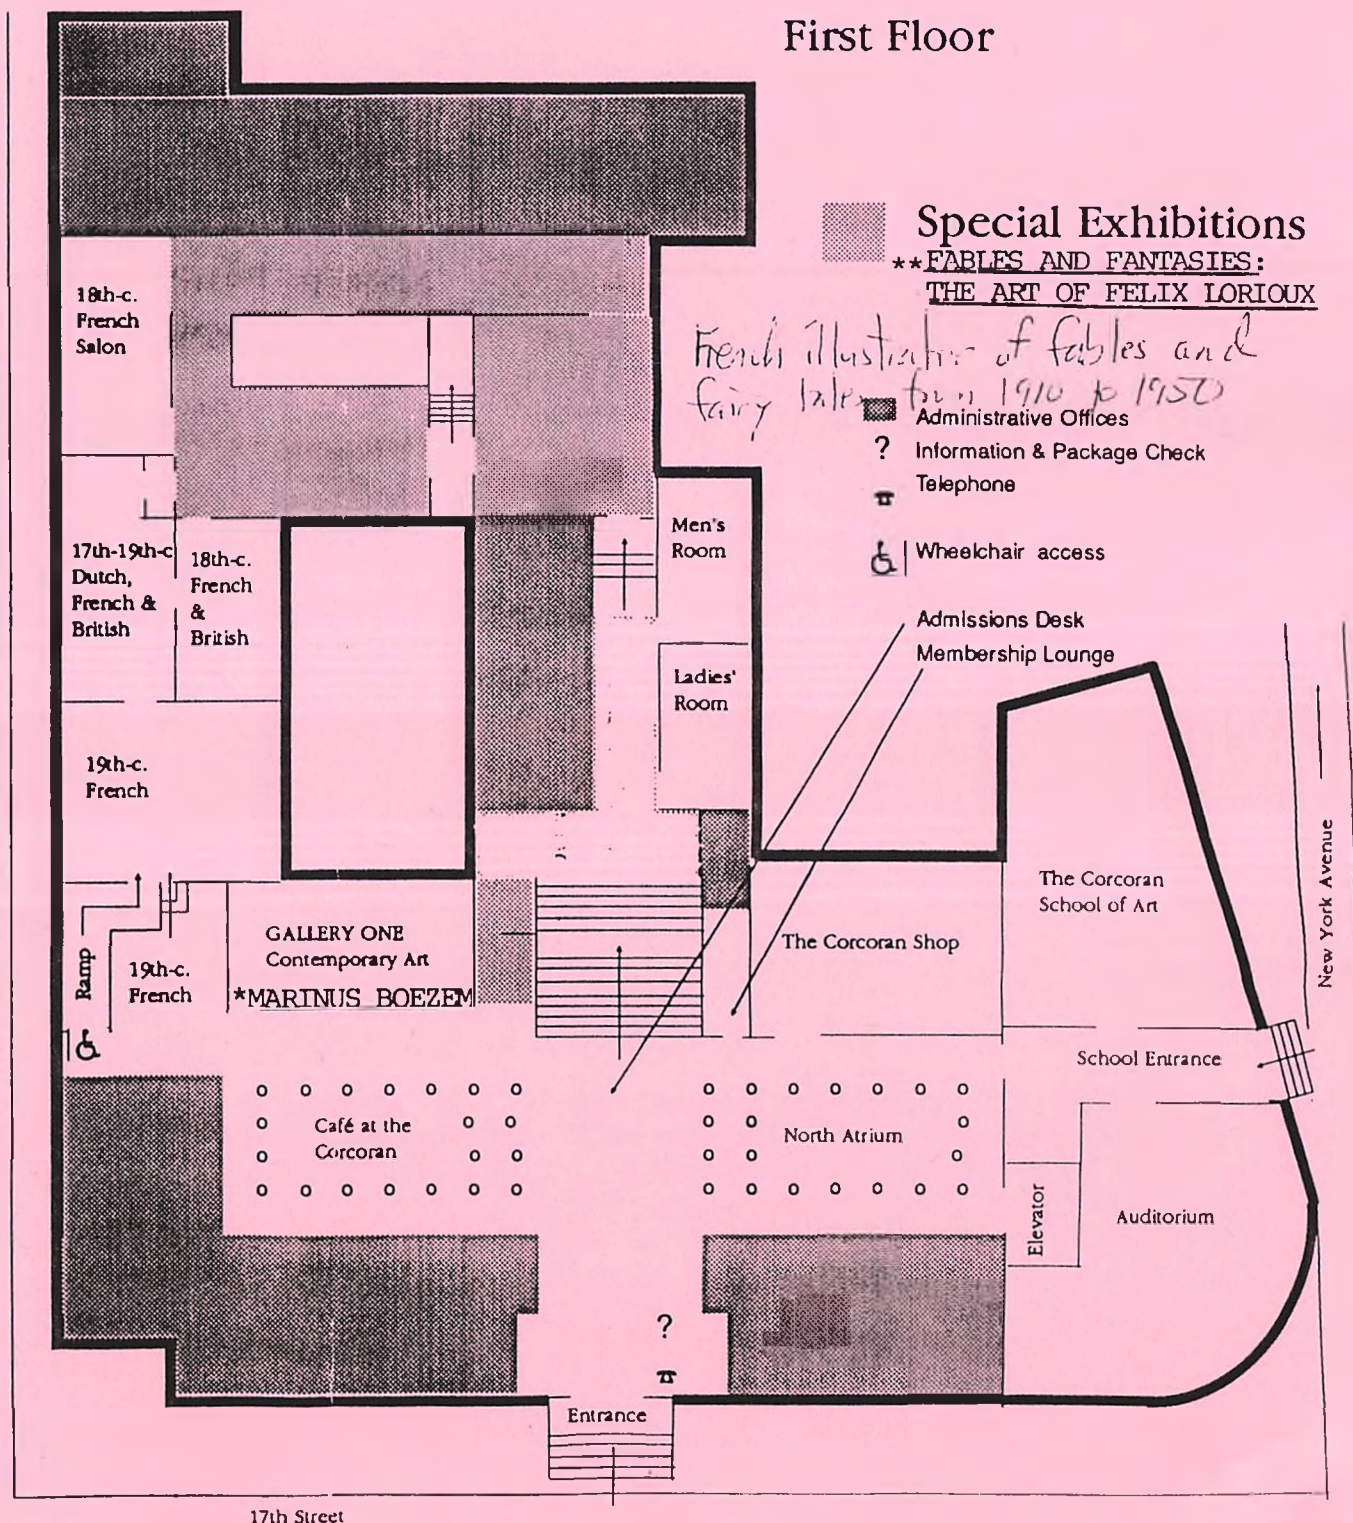 First Floor
Special Exhibitions
**FABLES AND FANTASIES:
THE ART OF FELIX LORIOUX
French illustrator of fables and
fairy tales from 1910 to 1950
Administrative Offices
? Information & Package Check
Telephone
Wheelchair access
Admissions Desk
Membership Lounge
18th-c.
French
Salon
17th-19th-c
Dutch,
French &
British
18th-c.
French
&
British
Men's
Room
Ladies'
Room
19th-c.
French
Ramp
19th-c.
French
GALLERY ONE
Contemporary Art
*MARINUS BOEZEM
The Corcoran Shop
The Corcoran
School of Art
New York Avenue
School Entrance
Café at the
Corcoran
North Atrium
Elevator
Auditorium
?
Entrance
17th Street